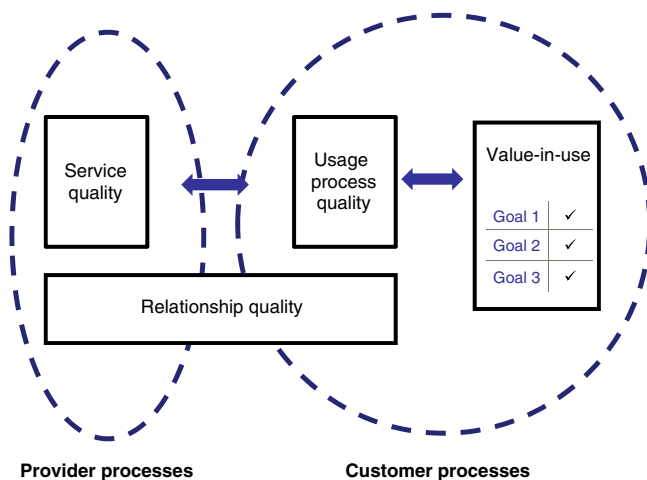 Service
quality
Usage
process
quality
Value-in-use
Goal 1 ✓
Goal 2 ✓
Goal 3 ✓
Relationship quality
Provider processes
Customer processes